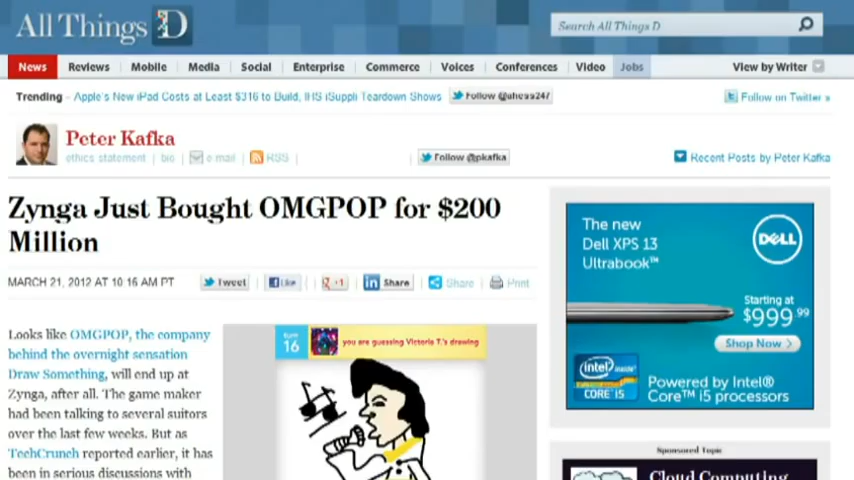 All Things D
Search All Things D
News Reviews Mobile Media Social Enterprise Commerce Voices Conferences Video Jobs View by Writer
Trending - Apple's New iPad Costs at Least $316 to Build, IHS iSuppli Teardown Shows Follow @ahess247 Follow on Twitter »
Peter Kafka
ethics statement | bio | e-mail | RSS | | Follow @pkafka Recent Posts by Peter Kafka
Zynga Just Bought OMGPOP for $200
Million
MARCH 21, 2012 AT 10:16 AM PT Tweet Like +1 in Share Share Print
Looks like OMGPOP, the company
behind the overnight sensation
Draw Something, will end up at
Zynga, after all. The game maker
had been talking to several suitors
over the last few weeks. But as
TechCrunch reported earlier, it has
been in serious discussions with
16
you are guessing Victoria T.'s drawing
The new
Dell XPS 13
Ultrabook™
DELL
Starting at
$999.99
Shop Now >
intel inside™
CORE i5
Powered by Intel®
Core™ i5 processors
Sponsored Topic
Cloud Computing